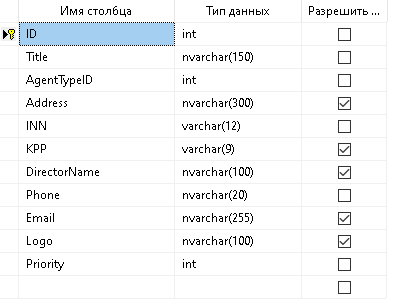 Имя столбца Тип данных Разрешить ...
ID int
Title nvarchar(150)
AgentTypeID int
Address nvarchar(300)
INN varchar(12)
KPP varchar(9)
DirectorName nvarchar(100)
Phone nvarchar(20)
Email nvarchar(255)
Logo nvarchar(100)
Priority int